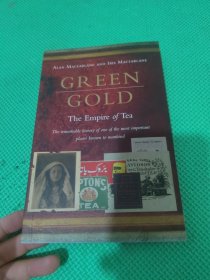 ALAN MACFARLANE AND IRIS MACFARLANE
GREEN
GOLD
The Empire of Tea
The remarkable history of one of the most important
plants known to mankind
TEA